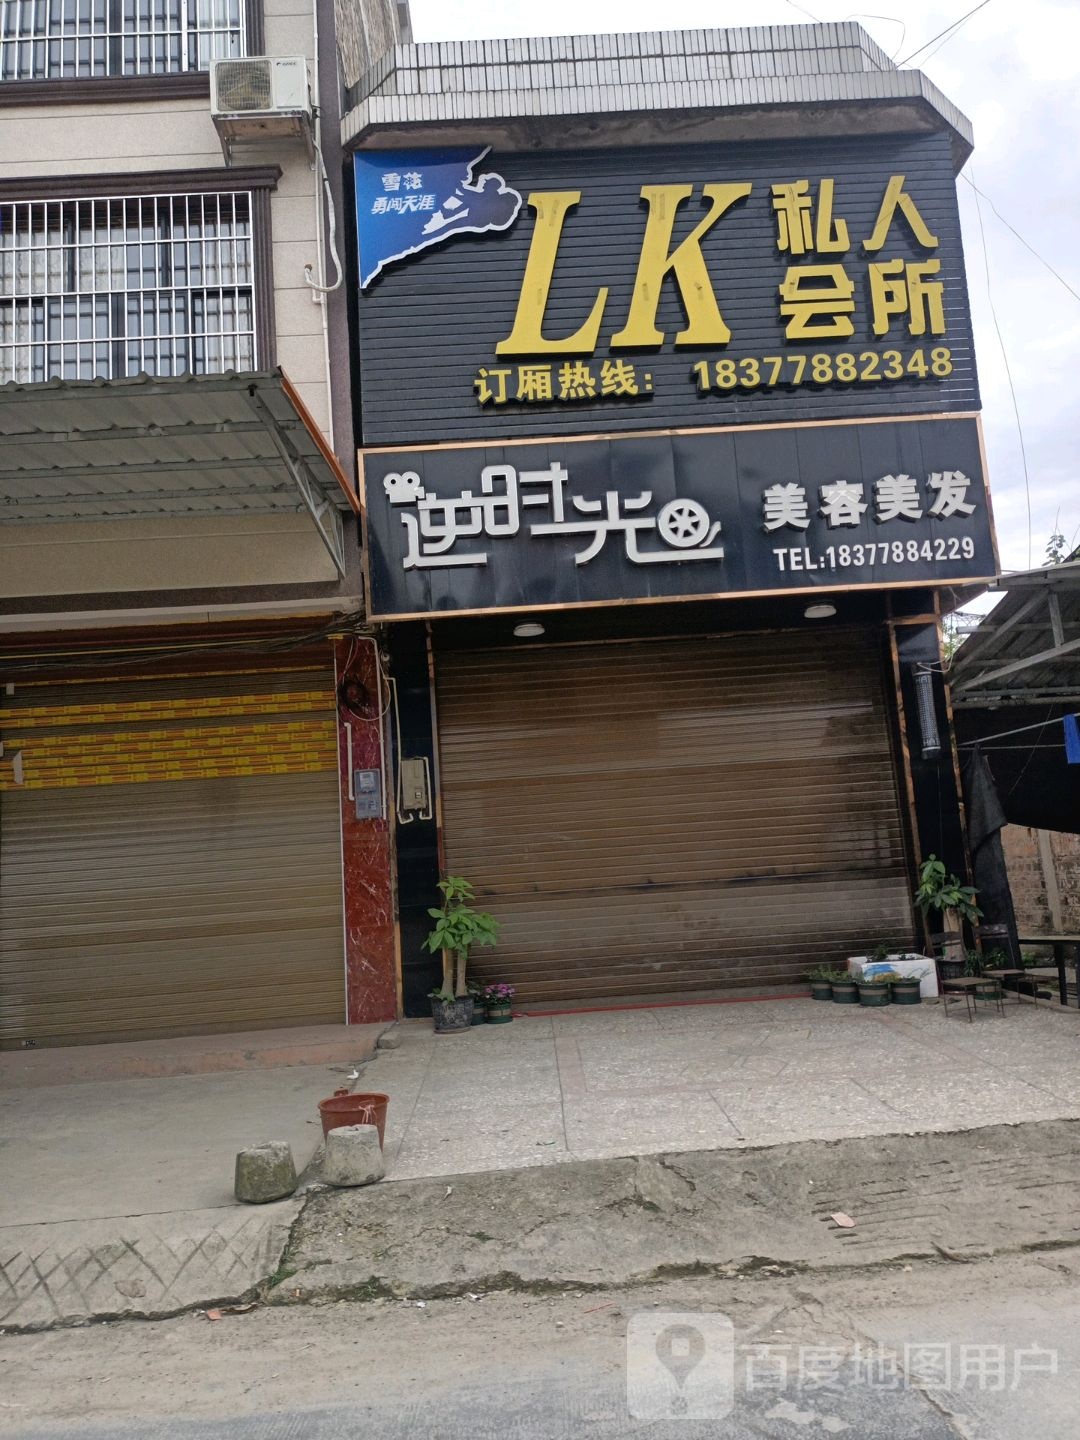 雪花
勇闯天涯
LK 私人
会所
订厢热线：18377882348
逆时光 美容美发
TEL:18377884229
百度地图用户